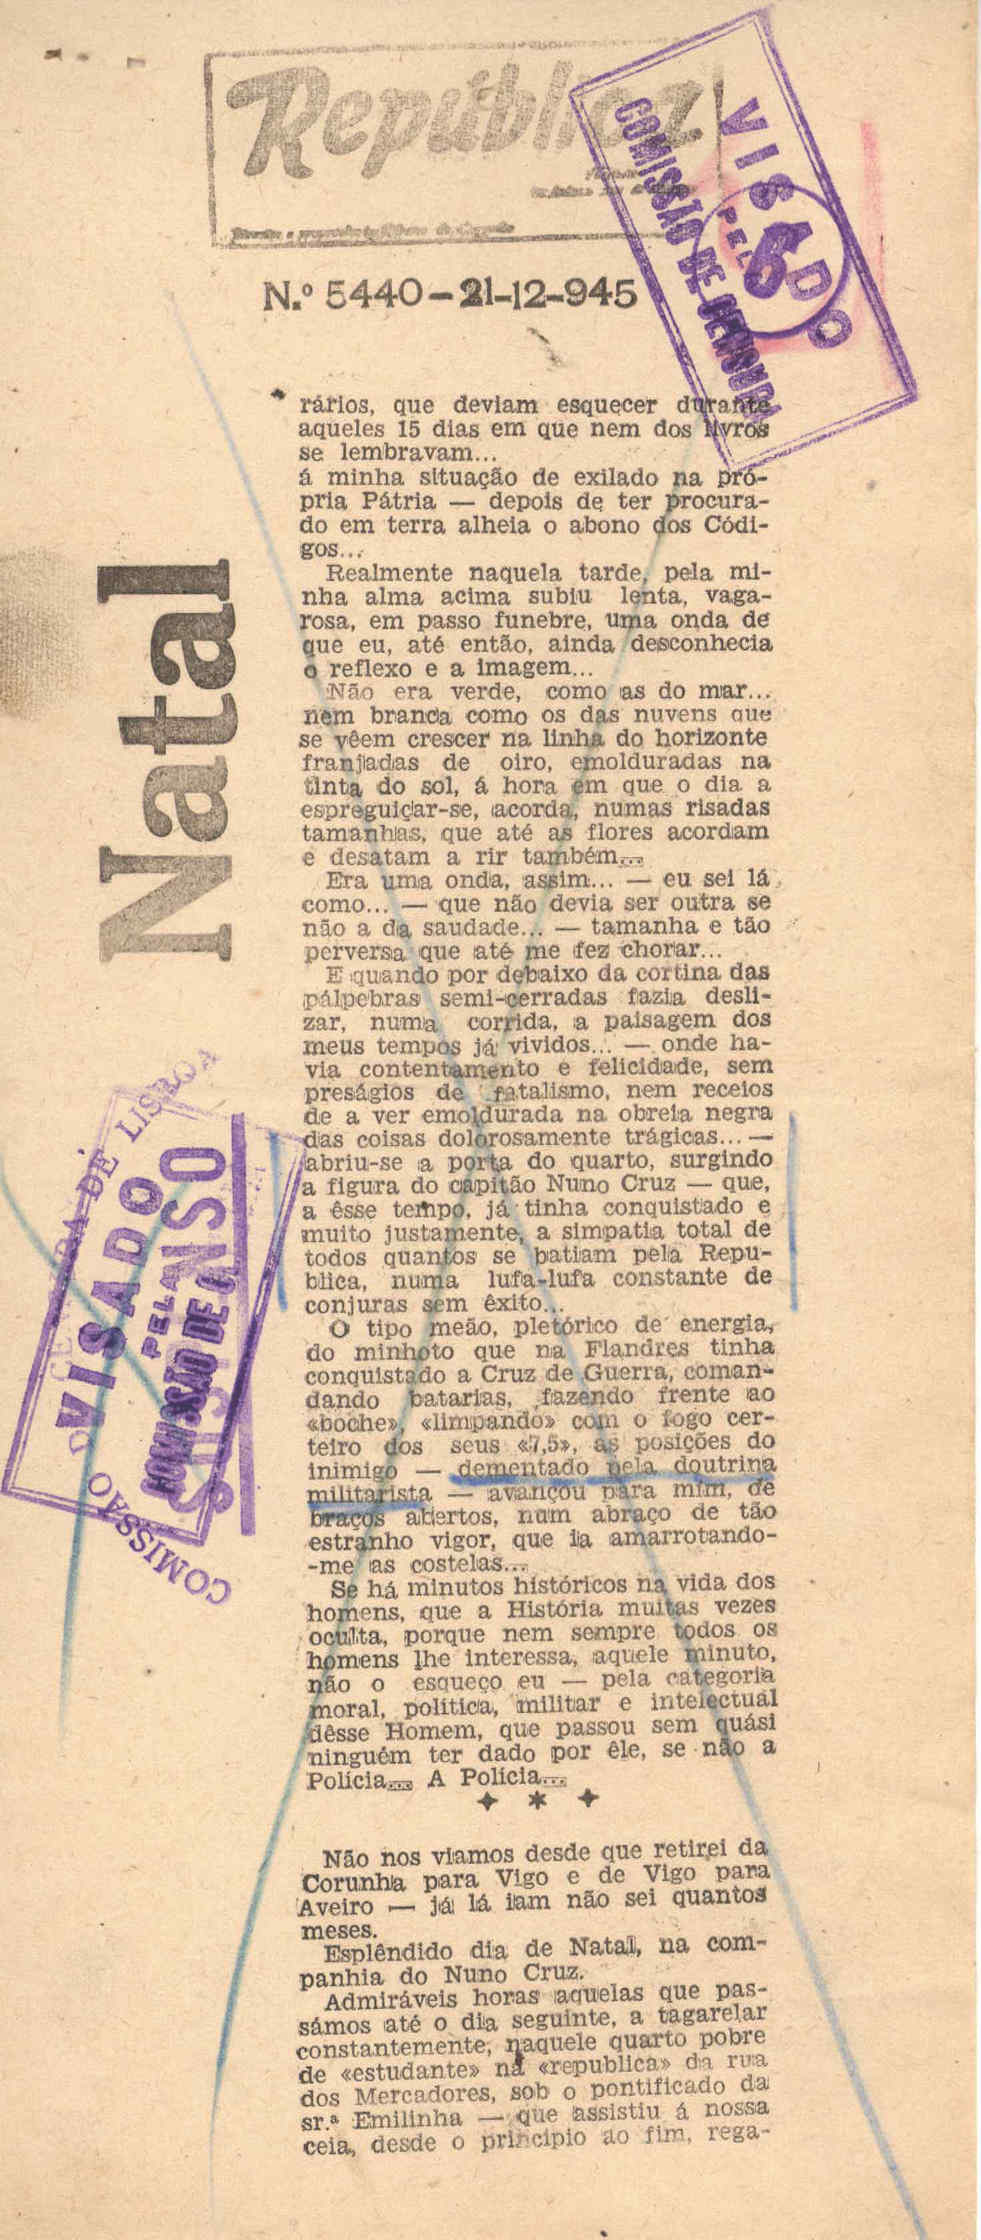 República
N.º 5440-21-12-945
VISADO
PELA
COMISSÃO DE CENSURA
6
Natal
rários, que deviam esquecer durante
aqueles 15 dias em que nem dos livros
se lembravam...
á minha situação de exilado na pró-
pria Pátria — depois de ter procura-
do em terra alheia o abono dos Códi-
gos...
Realmente naquela tarde, pela mi-
nha alma acima subiu lenta, vaga-
rosa, em passo funebre, uma onda de
que eu, até então, ainda desconhecia
o reflexo e a imagem...
Não era verde, como as do mar...
nem branca como os das nuvens que
se vêem crescer na linha do horizonte
franjadas de oiro, emolduradas na
tinta do sol, á hora em que o dia a
espreguiçar-se, acorda, numas risadas
tamanhas, que até as flores acordam
e desatam a rir também...
Era uma onda, assim... — eu sei lá
como... — que não devia ser outra se
não a da saudade... — tamanha e tão
perversa que até me fez chorar...
E quando por debaixo da cortina das
pálpebras semi-cerradas fazia desli-
zar, numa corrida, a paisagem dos
meus tempos já vividos... — onde ha-
via contentamento e felicidade, sem
preságios de fatalismo, nem receios
de a ver emoldurada na obreia negra
das coisas dolorosamente trágicas... —
abriu-se a porta do quarto, surgindo
a figura do capitão Nuno Cruz — que,
a êsse tempo, já tinha conquistado e
muito justamente, a simpatia total de
todos quantos se batiam pela Repu-
blica, numa lufa-lufa constante de
conjuras sem êxito...
O tipo meão, pletórico de energia,
do minhoto que na Flandres tinha
conquistado a Cruz de Guerra, coman-
dando batarias, fazendo frente ao
«boche», «limpando» com o fogo cer-
teiro dos seus «7,5», as posições do
inimigo — dementado pela doutrina
militarista — avançou para mim, de
braços abertos, num abraço de tão
estranho vigor, que ia amarrotando-
-me as costelas...
Se há minutos históricos na vida dos
homens, que a História muitas vezes
oculta, porque nem sempre todos os
homens lhe interessa, aquele minuto,
não o esqueço eu — pela categoria
moral, politica, militar e intelectual
dêsse Homem, que passou sem quási
ninguém ter dado por êle, se não a
Polícia... A Policia...
✦ * ✦
Não nos viamos desde que retirei da
Corunha para Vigo e de Vigo para
Aveiro — já lá iam não sei quantos
meses.
Esplêndido dia de Natal, na com-
panhia do Nuno Cruz.
Admiráveis horas aquelas que pas-
sámos até o dia seguinte, a tagarelar
constantemente, naquele quarto pobre
de «estudante» na «republica» da rua
dos Mercadores, sob o pontificado da
sr.ª Emilinha — que assistiu á nossa
ceia, desde o principio ao fim, rega-
VISADO
PELA
COMISSÃO DE C
COMISSÃO D
DE LISBOA